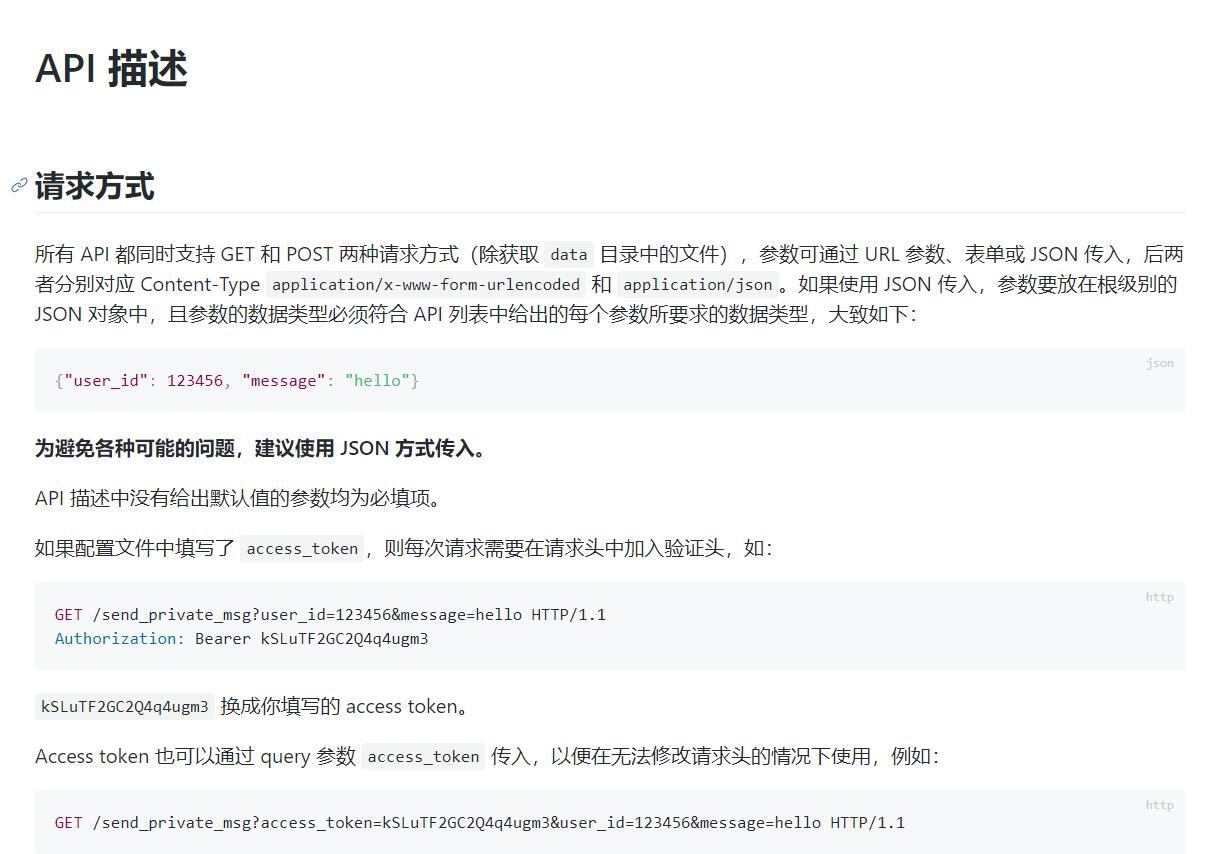 API 描述
请求方式
所有 API 都同时支持 GET 和 POST 两种请求方式（除获取 data 目录中的文件），参数可通过 URL 参数、表单或 JSON 传入，后两
者分别对应 Content-Type application/x-www-form-urlencoded 和 application/json。如果使用 JSON 传入，参数要放在根级别的
JSON 对象中，且参数的数据类型必须符合 API 列表中给出的每个参数所要求的数据类型，大致如下：
json
{"user_id": 123456, "message": "hello"}
为避免各种可能的问题，建议使用 JSON 方式传入。
API 描述中没有给出默认值的参数均为必填项。
如果配置文件中填写了 access_token，则每次请求需要在请求头中加入验证头，如：
http
GET /send_private_msg?user_id=123456&message=hello HTTP/1.1
Authorization: Bearer kSLuTF2GC2Q4q4ugm3
kSLuTF2GC2Q4q4ugm3 换成你填写的 access token。
Access token 也可以通过 query 参数 access_token 传入，以便在无法修改请求头的情况下使用，例如：
http
GET /send_private_msg?access_token=kSLuTF2GC2Q4q4ugm3&user_id=123456&message=hello HTTP/1.1